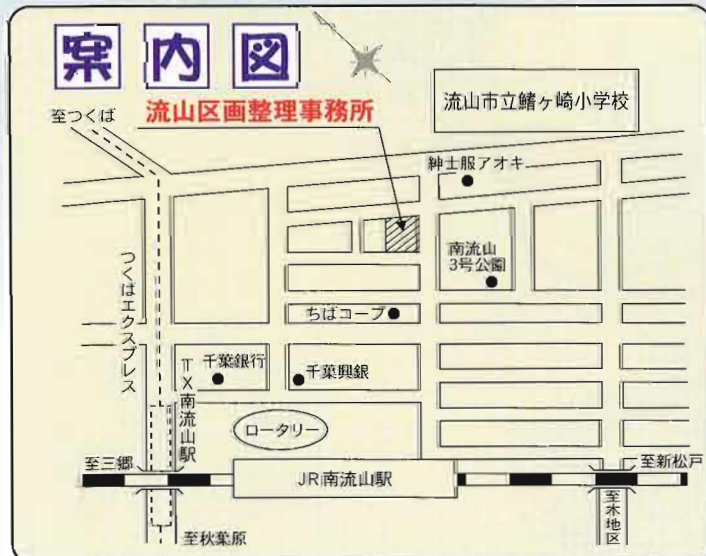 案内図
流山区画整理事務所
流山市立鰭ヶ崎小学校
至つくば
紳士服アオキ
南流山
3号公園
つくばエクスプレス
ちばコープ
千葉銀行
千葉興銀
TX南流山駅
ロータリー
至三郷
JR南流山駅
至新松戸
至木地区
至秋葉原